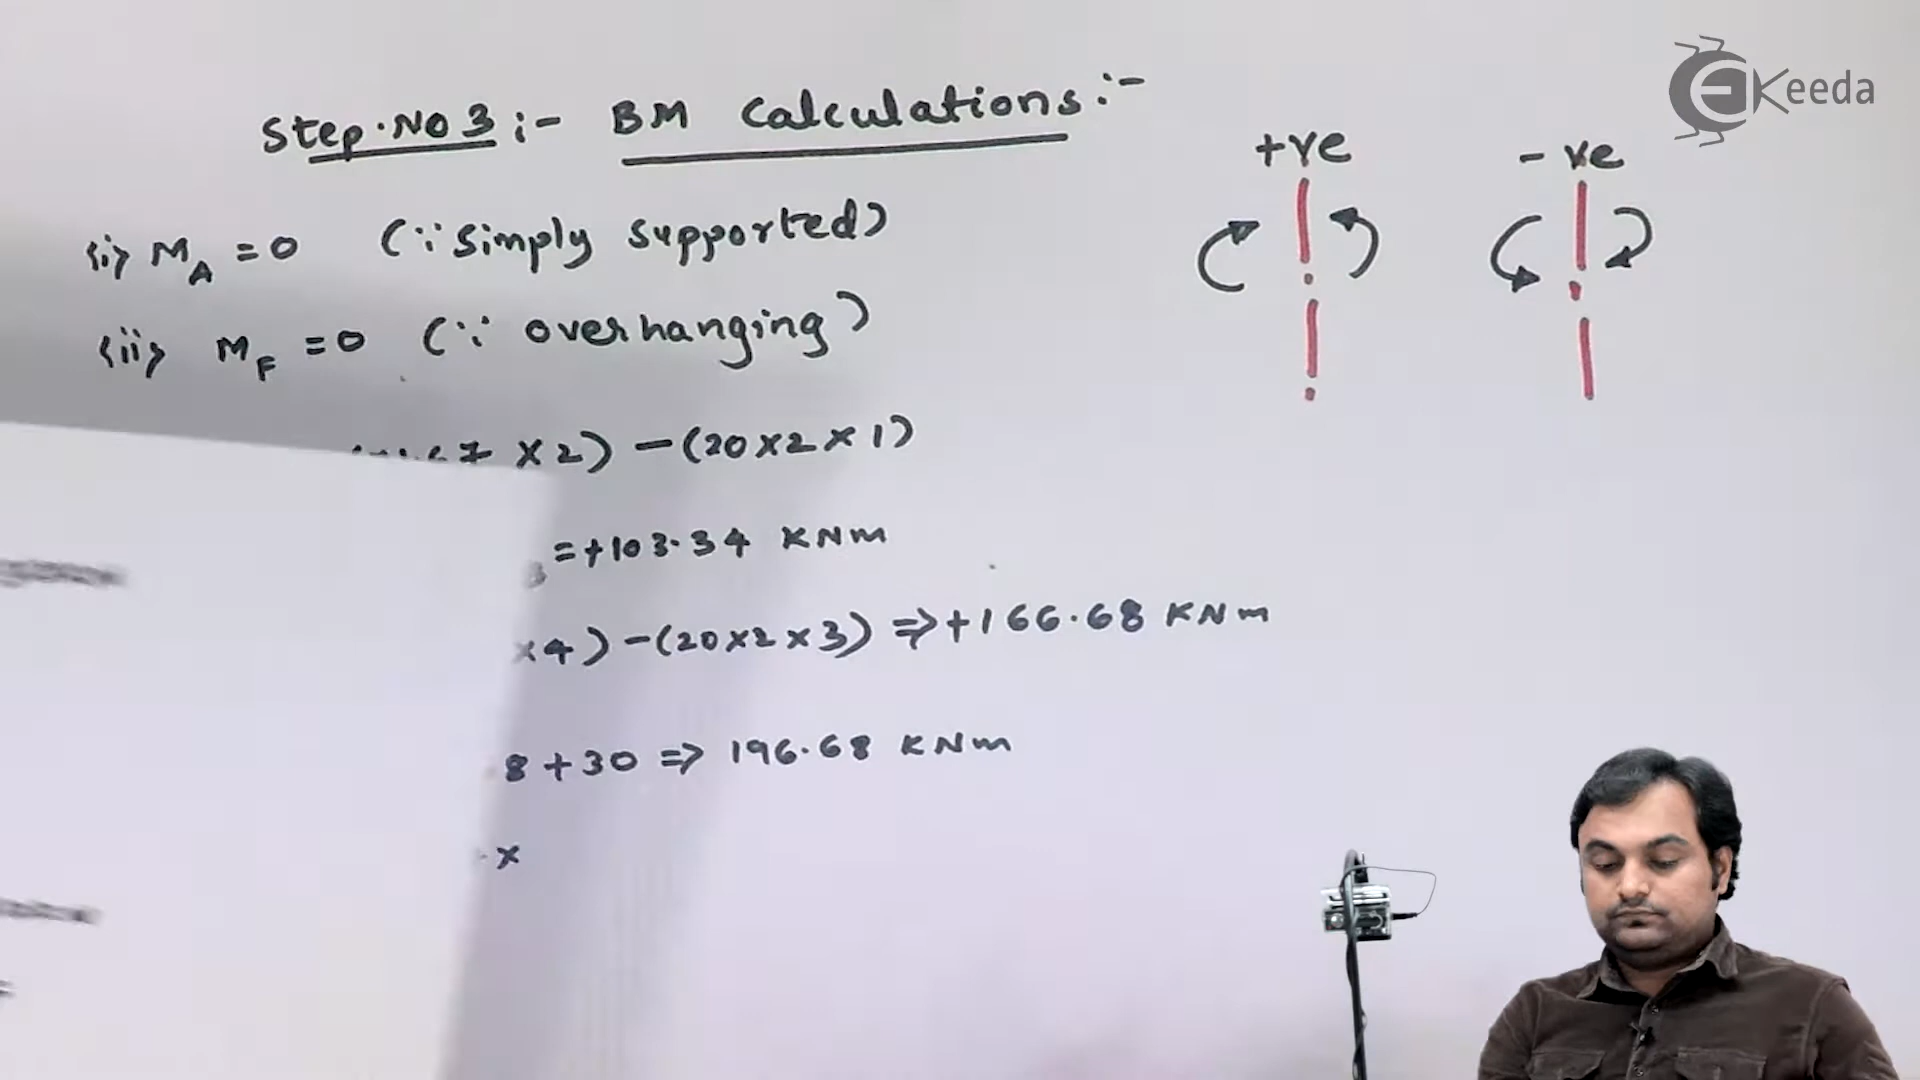 EKeeda
Step.No 3 :- BM Calculations:-
+ve - ve
(i) MA = 0 (∵ Simply supported)
(ii) MF = 0 (∵ overhanging)
× 2) - (20 × 2 × 1)
= +103.34 KNm
×4) - (20 × 2 × 3) ⇒ +166.68 KNm
8 + 30 ⇒ 196.68 KNm
x